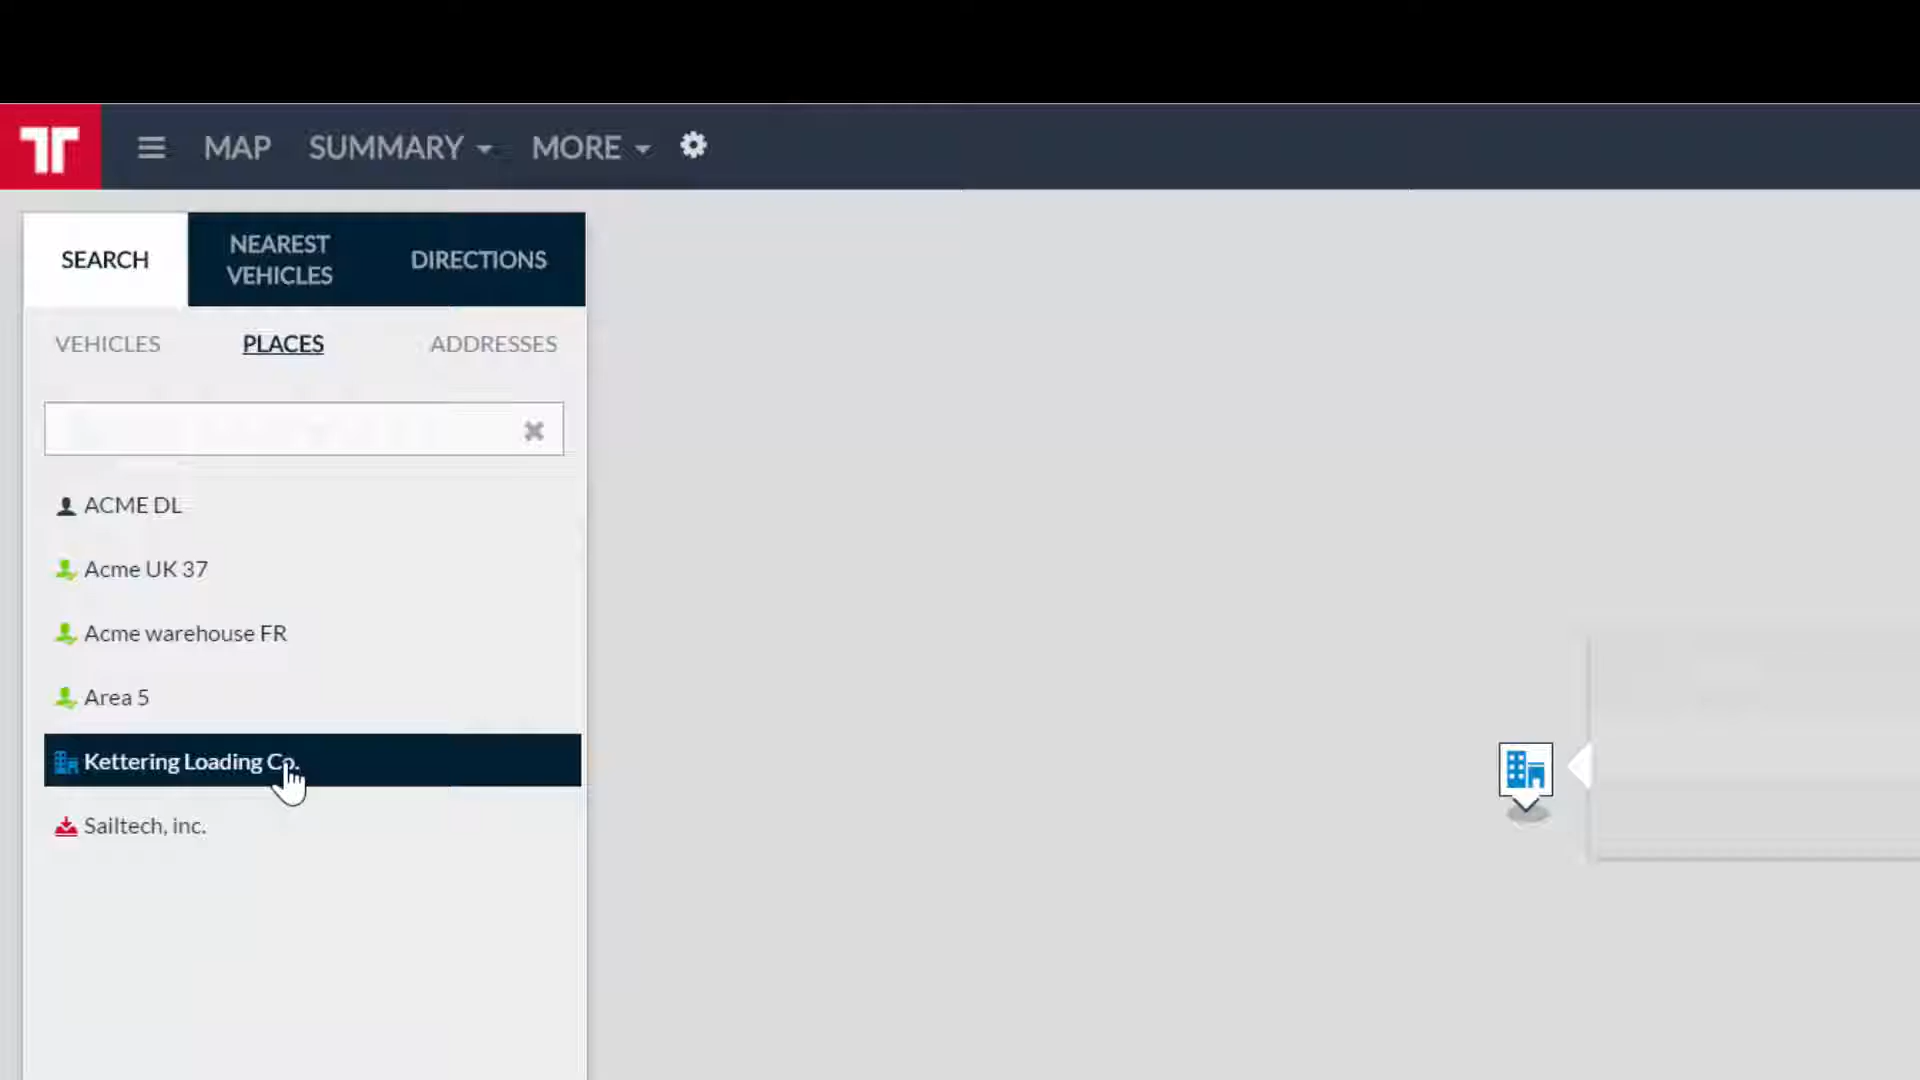 MAP SUMMARY MORE
SEARCH NEAREST VEHICLES DIRECTIONS
VEHICLES PLACES ADDRESSES
ACME DL
Acme UK 37
Acme warehouse FR
Area 5
Kettering Loading Co.
Sailtech, inc.